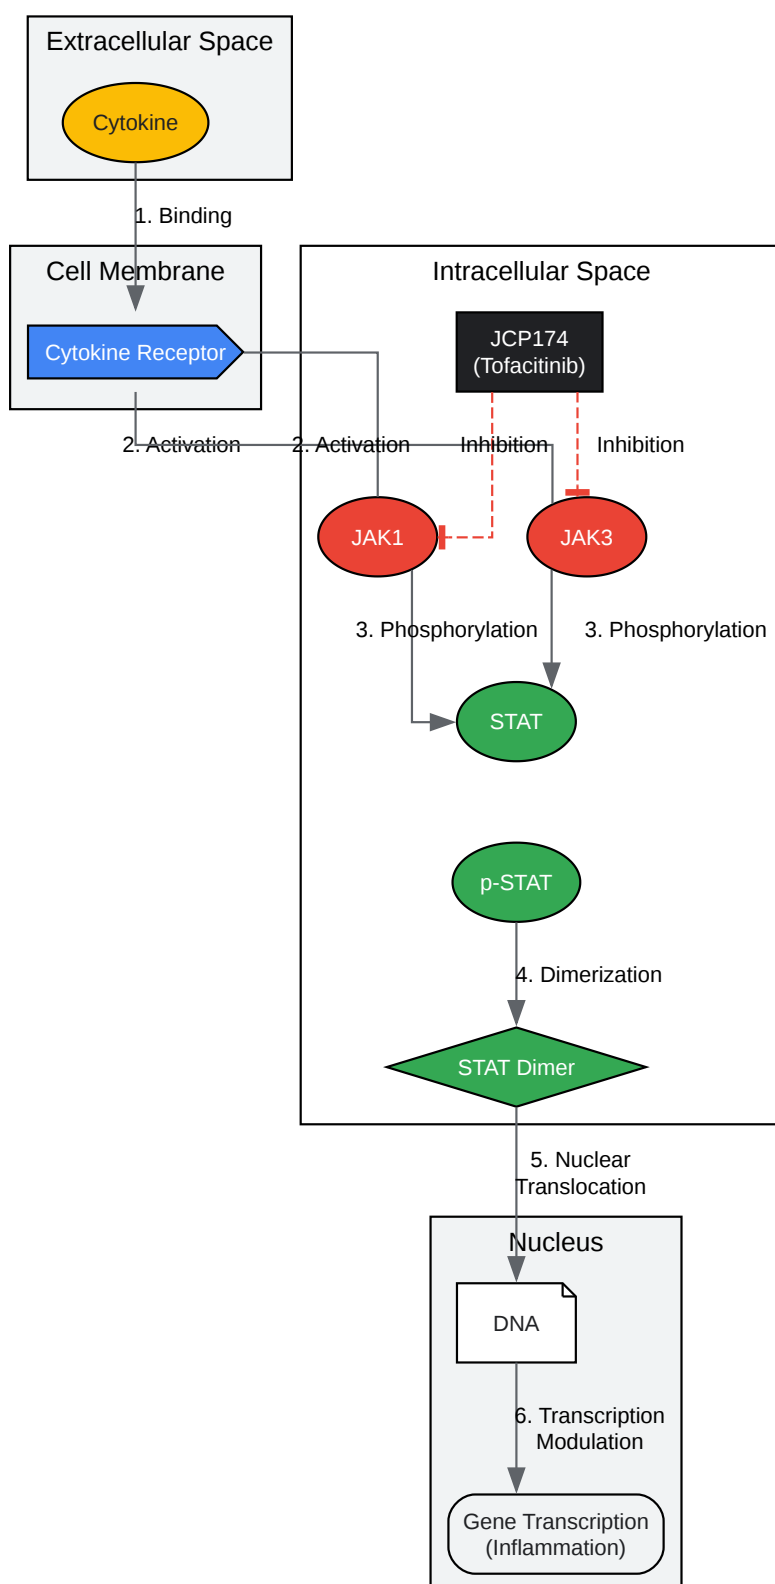 Extracellular Space
Cytokine
1. Binding
Cell Membrane
Cytokine Receptor
Intracellular Space
JCP174
(Tofacitinib)
2. Activation
2. Activation
Inhibition
Inhibition
JAK1
JAK3
3. Phosphorylation
3. Phosphorylation
STAT
p-STAT
4. Dimerization
STAT Dimer
5. Nuclear
Translocation
Nucleus
DNA
6. Transcription
Modulation
Gene Transcription
(Inflammation)